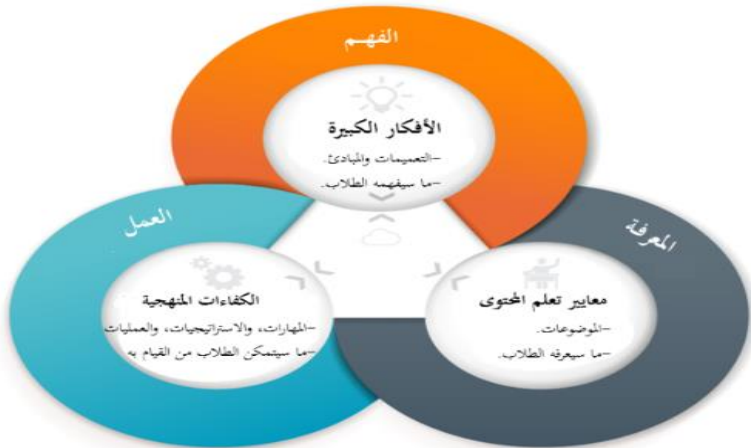 الفهـم
الأفكار الكبيرة
-التعميمات والمبادئ.
-ما سيفهمه الطلاب.
المعرفة
معايير تعلم المحتوى
-الموضوعات.
-ما سيعرفه الطلاب.
العمل
الكفاءات المنهجية
-المهارات، والاستراتيجيات، والعمليات
-ما سيتمكن الطلاب من القيام به